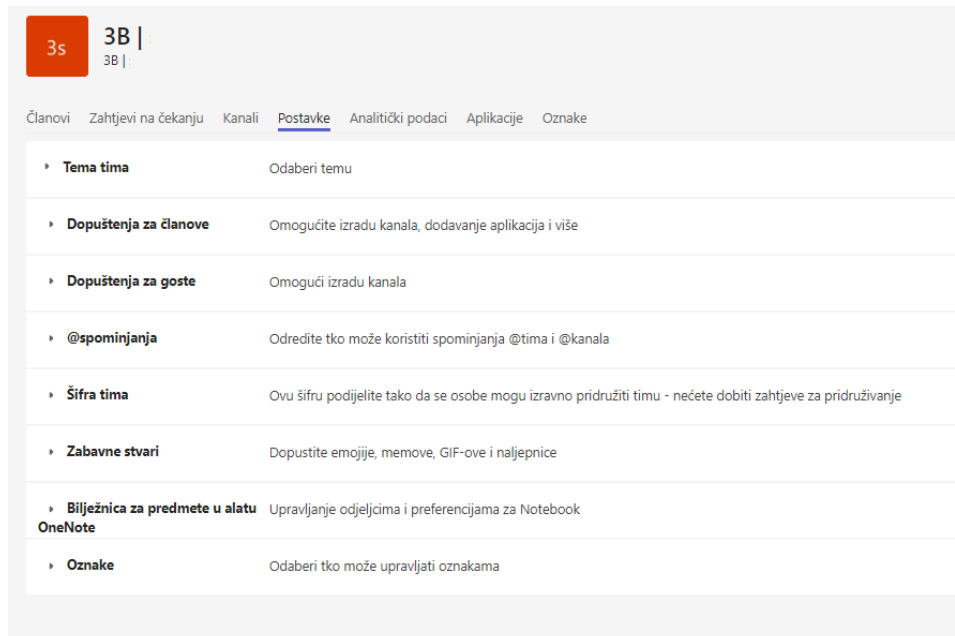 3s
3B |
3B |
Članovi Zahtjevi na čekanju Kanali Postavke Analitički podaci Aplikacije Oznake
Tema tima Odaberi temu
Dopuštenja za članove Omogućite izradu kanala, dodavanje aplikacija i više
Dopuštenja za goste Omogući izradu kanala
@spominjanja Odredite tko može koristiti spominjanja @tima i @kanala
Šifra tima Ovu šifru podijelite tako da se osobe mogu izravno pridružiti timu - nećete dobiti zahtjeve za pridruživanje
Zabavne stvari Dopustite emojije, memove, GIF-ove i naljepnice
Bilježnica za predmete u alatu Upravljanje odjeljcima i preferencijama za Notebook
OneNote
Oznake Odaberi tko može upravljati oznakama